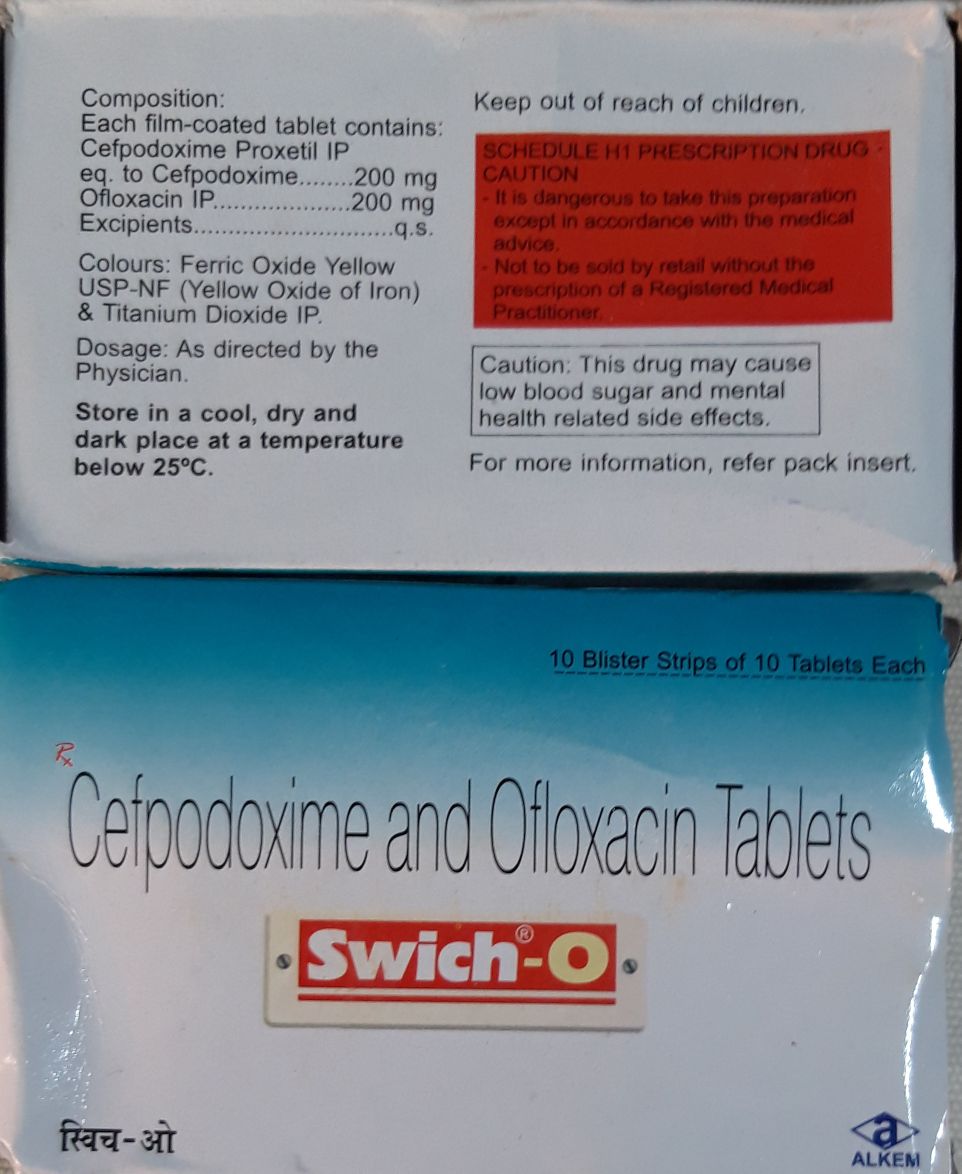 Composition:
Each film-coated tablet contains:
Cefpodoxime Proxetil IP
eq. to Cefpodoxime........200 mg
Ofloxacin IP.....................200 mg
Excipients..............................q.s.
Colours: Ferric Oxide Yellow
USP-NF (Yellow Oxide of Iron)
& Titanium Dioxide IP.
Dosage: As directed by the
Physician.
Store in a cool, dry and
dark place at a temperature
below 25ºC.
Keep out of reach of children.
SCHEDULE H1 PRESCRIPTION DRUG -
CAUTION
- It is dangerous to take this preparation
except in accordance with the medical
advice.
- Not to be sold by retail without the
prescription of a Registered Medical
Practitioner.
Caution: This drug may cause
low blood sugar and mental
health related side effects.
For more information, refer pack insert.
10 Blister Strips of 10 Tablets Each
Rx
Cefpodoxime and Ofloxacin Tablets
Swich®-O
स्विच-ओ
a
ALKEM